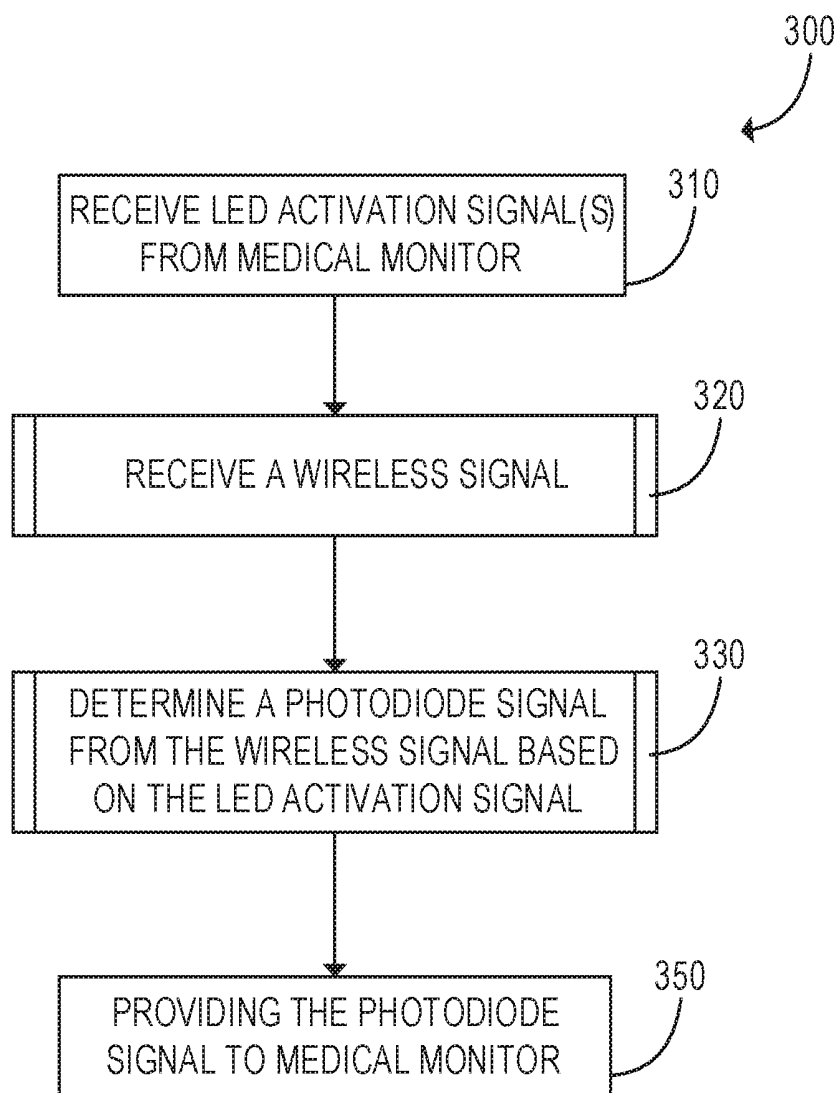 300
RECEIVE LED ACTIVATION SIGNAL(S)
FROM MEDICAL MONITOR
310
RECEIVE A WIRELESS SIGNAL
320
DETERMINE A PHOTODIODE SIGNAL
FROM THE WIRELESS SIGNAL BASED
ON THE LED ACTIVATION SIGNAL
330
PROVIDING THE PHOTODIODE
SIGNAL TO MEDICAL MONITOR
350